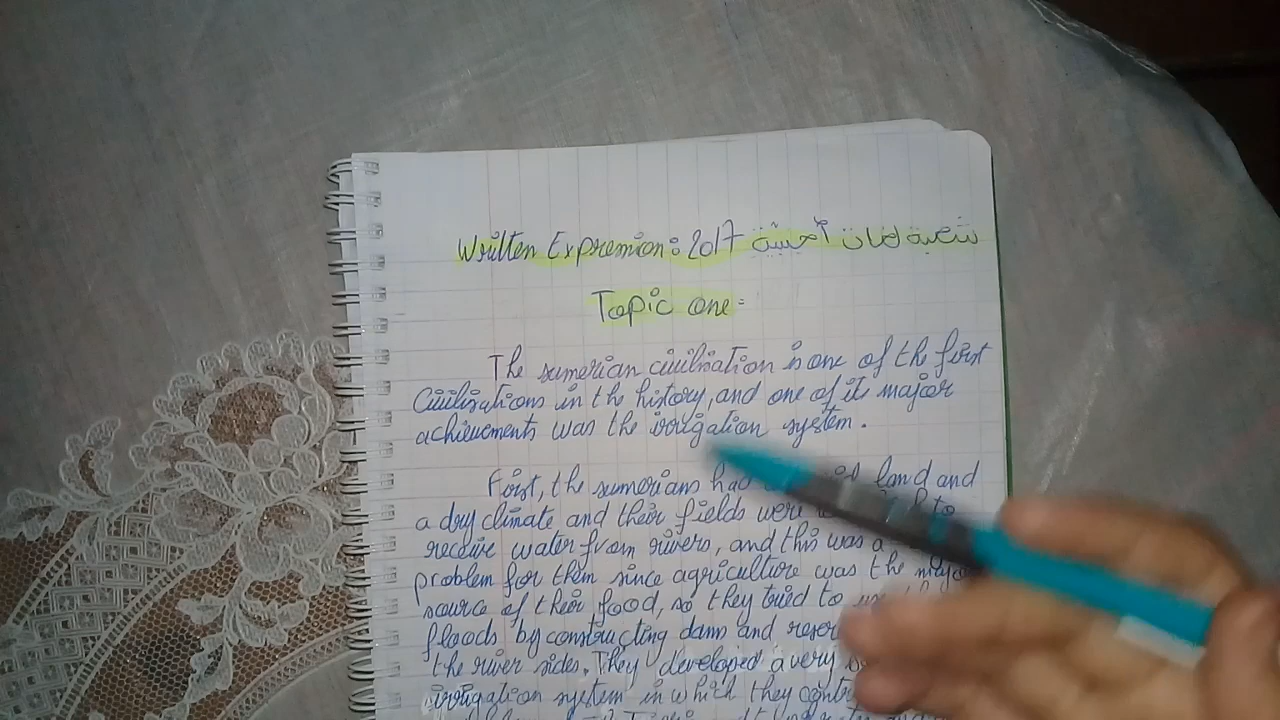 Written Expression: 2017 شعبة لغات أجنبية
Topic one:
The sumerian civilisation is one of the first
Civilisations in the history, and one of its major
achievements was the irrigation system.
First, the sumerians had land and
a dry climate and their fields were to
receive water from rivers, and this was a
problem for them since agriculture was the
source of their food, so they tried to
floods by constructing dams and
the river sides. They developed a very
irrigation system in which they